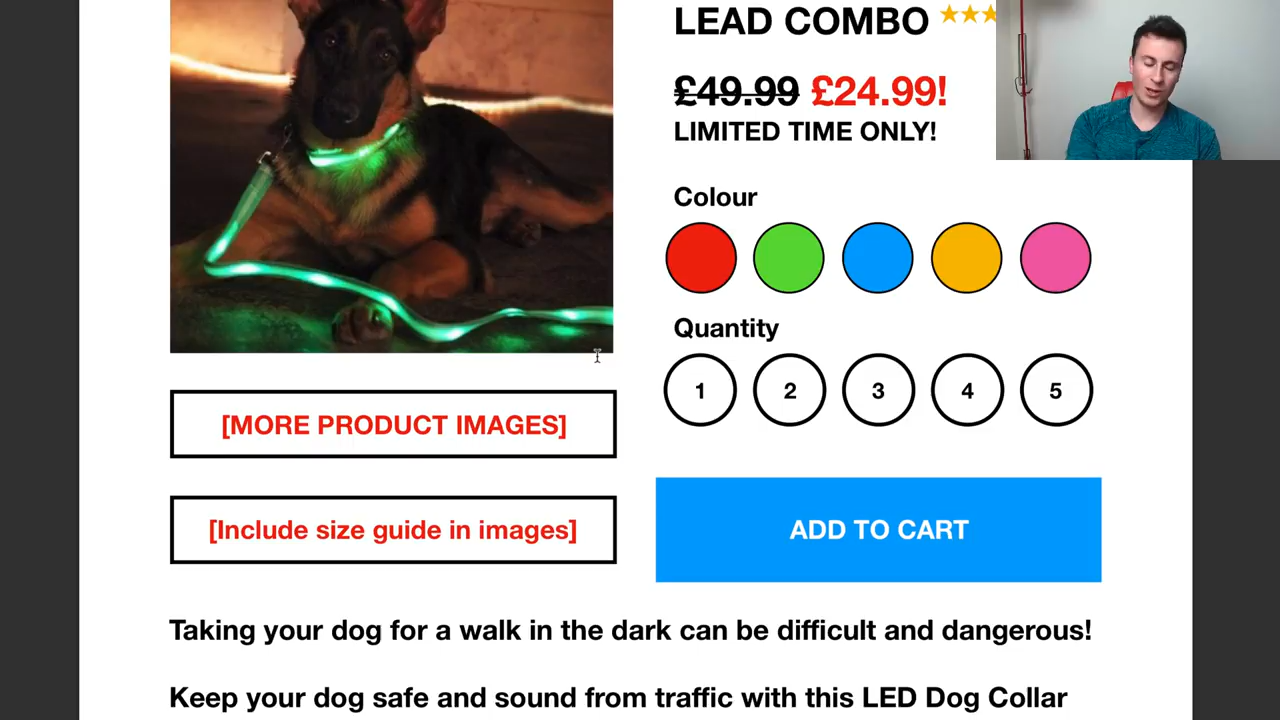 LEAD COMBO
£49.99 £24.99!
LIMITED TIME ONLY!
Colour
Quantity
1 2 3 4 5
[MORE PRODUCT IMAGES]
[Include size guide in images]
ADD TO CART
Taking your dog for a walk in the dark can be difficult and dangerous!
Keep your dog safe and sound from traffic with this LED Dog Collar